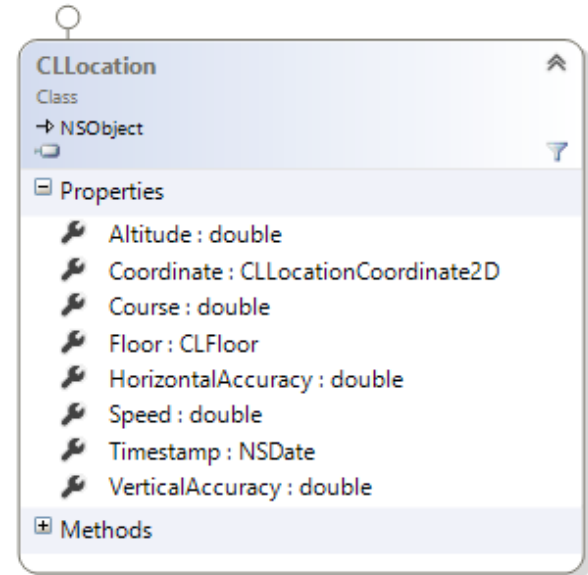 CLLocation
Class
NSObject
Properties
Altitude : double
Coordinate : CLLocationCoordinate2D
Course : double
Floor : CLFloor
HorizontalAccuracy : double
Speed : double
Timestamp : NSDate
VerticalAccuracy : double
Methods